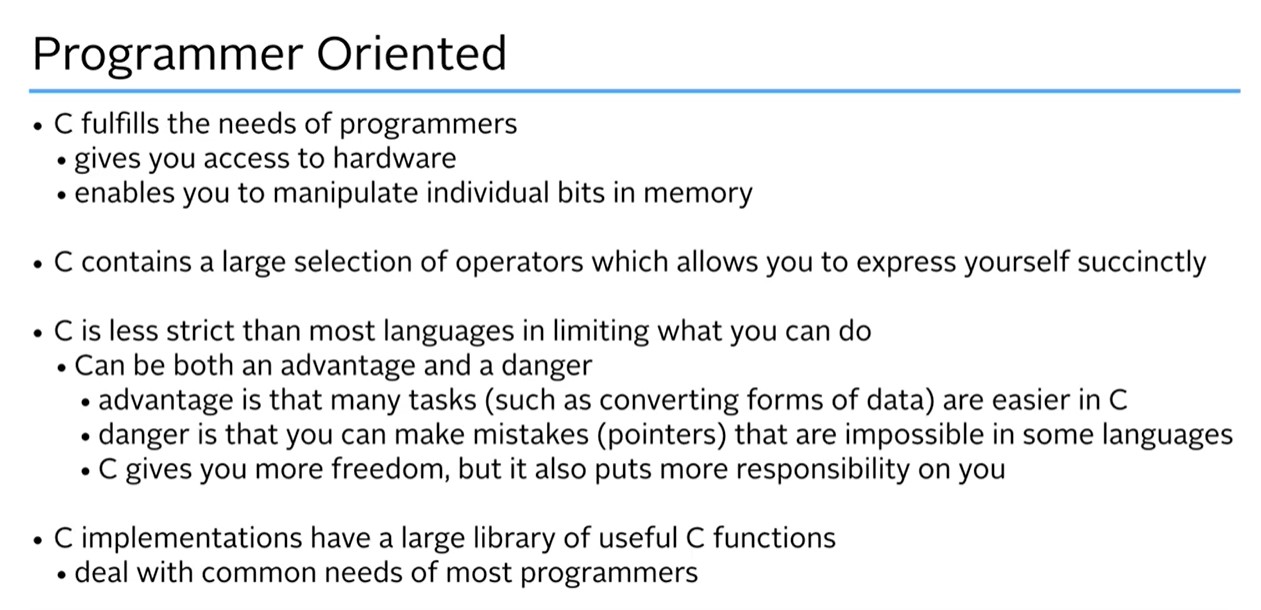 Programmer Oriented
• C fulfills the needs of programmers
• gives you access to hardware
• enables you to manipulate individual bits in memory
• C contains a large selection of operators which allows you to express yourself succinctly
• C is less strict than most languages in limiting what you can do
• Can be both an advantage and a danger
• advantage is that many tasks (such as converting forms of data) are easier in C
• danger is that you can make mistakes (pointers) that are impossible in some languages
• C gives you more freedom, but it also puts more responsibility on you
• C implementations have a large library of useful C functions
• deal with common needs of most programmers